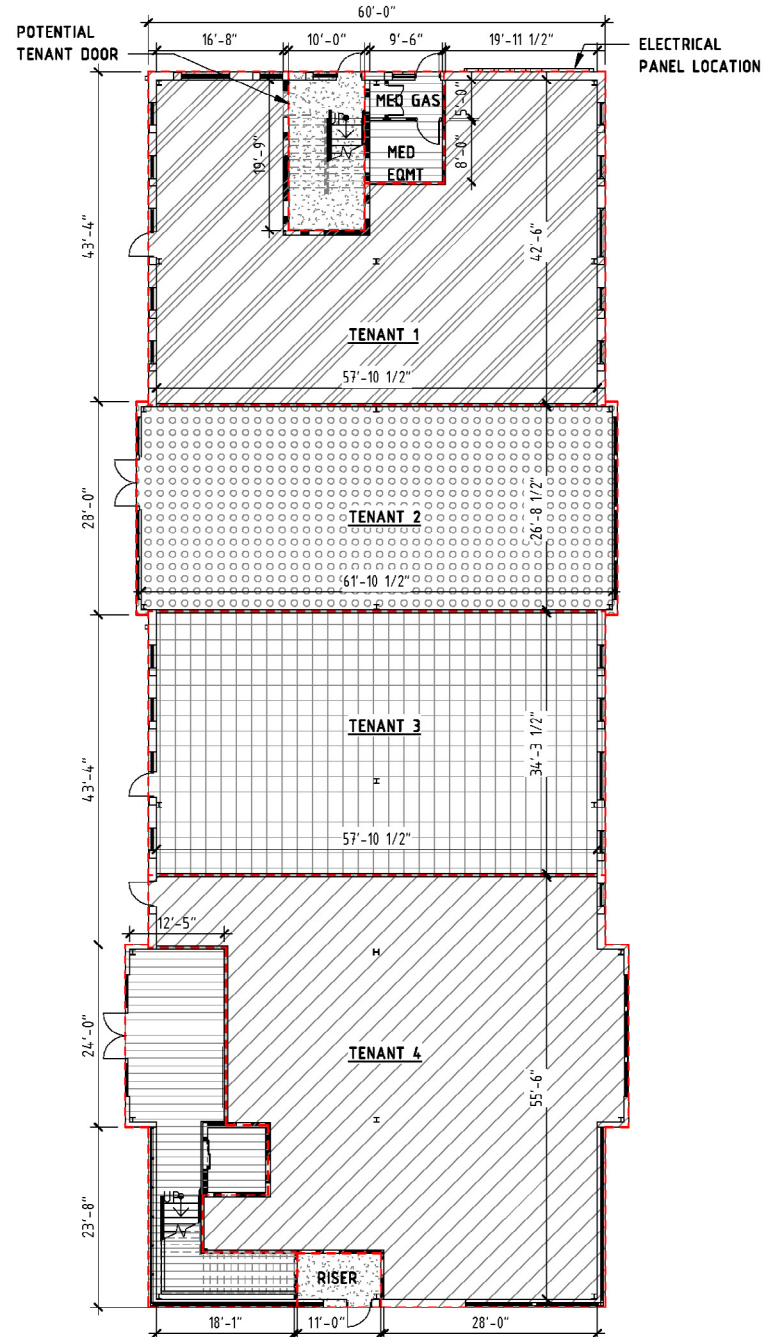 60'-0"
POTENTIAL
TENANT DOOR
16'-8"
10'-0"
9'-6"
19'-11 1/2"
ELECTRICAL
PANEL LOCATION
MED GAS
5'-0"
UP
MED
EQMT
8'-0"
19'-9"
43'-4"
42'-6"
TENANT 1
57'-10 1/2"
28'-0"
TENANT 2
26'-8 1/2"
61'-10 1/2"
TENANT 3
34'-3 1/2"
43'-4"
57'-10 1/2"
12'-5"
24'-0"
TENANT 4
55'-6"
23'-8"
UP
RISER
18'-1"
11'-0"
28'-0"